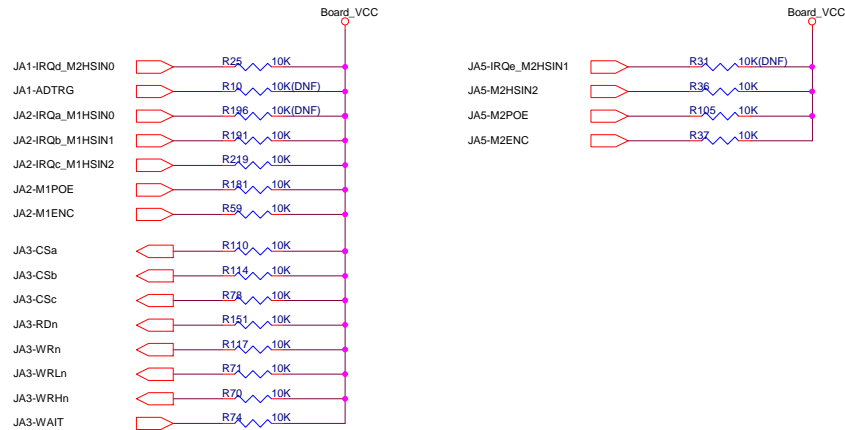 Board_VCC
JA1-IRQd_M2HSIN0 R25 10K
JA1-ADTRG R10 10K(DNF)
JA2-IRQa_M1HSIN0 R196 10K(DNF)
JA2-IRQb_M1HSIN1 R191 10K
JA2-IRQc_M1HSIN2 R219 10K
JA2-M1POE R181 10K
JA2-M1ENC R59 10K
JA3-CSa R110 10K
JA3-CSb R114 10K
JA3-CSc R78 10K
JA3-RDn R151 10K
JA3-WRn R117 10K
JA3-WRLn R71 10K
JA3-WRHn R70 10K
JA3-WAIT R74 10K
Board_VCC
JA5-IRQe_M2HSIN1 R31 10K(DNF)
JA5-M2HSIN2 R36 10K
JA5-M2POE R105 10K
JA5-M2ENC R37 10K